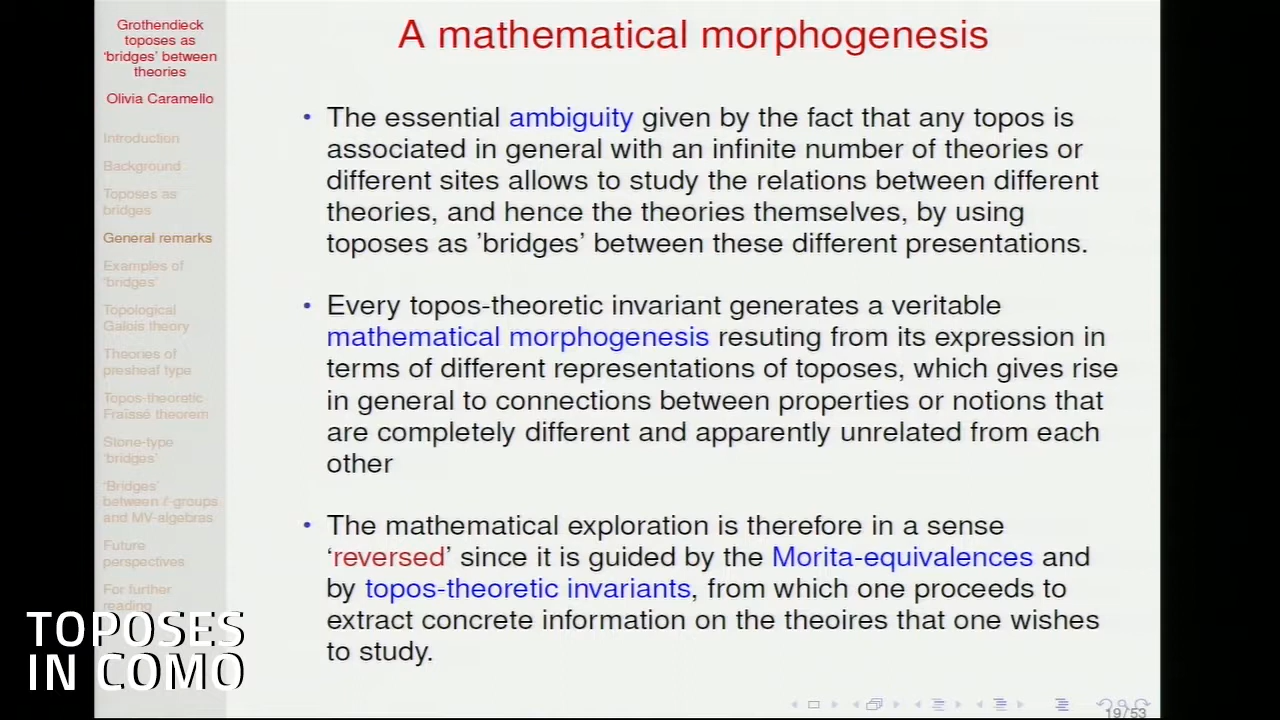 Grothendieck
toposes as
'bridges' between
theories
Olivia Caramello
Introduction
Background
Toposes as
bridges
General remarks
Examples of
'bridges'
Topological
Galois theory
Theories of
presheaf type
Topos-theoretic
Fraïssé theorem
Stone-type
'bridges'
'Bridges'
between ℓ-groups
and MV-algebras
Future
perspectives
For further
reading
TOPOSES
IN COMO
A mathematical morphogenesis
• The essential ambiguity given by the fact that any topos is
associated in general with an infinite number of theories or
different sites allows to study the relations between different
theories, and hence the theories themselves, by using
toposes as 'bridges' between these different presentations.
• Every topos-theoretic invariant generates a veritable
mathematical morphogenesis resuting from its expression in
terms of different representations of toposes, which gives rise
in general to connections between properties or notions that
are completely different and apparently unrelated from each
other
• The mathematical exploration is therefore in a sense
'reversed' since it is guided by the Morita-equivalences and
by topos-theoretic invariants, from which one proceeds to
extract concrete information on the theoires that one wishes
to study.
19/53